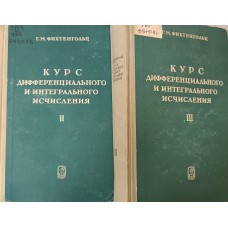 Г. М. ФИХТЕНГОЛЬЦ
КУРС
ДИФФЕРЕНЦИАЛЬНОГО
И ИНТЕГРАЛЬНОГО
ИСЧИСЛЕНИЯ
II
Г. М. ФИХТЕНГОЛЬЦ
КУРС
ДИФФЕРЕНЦИАЛЬНОГО
И ИНТЕГРАЛЬНОГО
ИСЧИСЛЕНИЯ
III